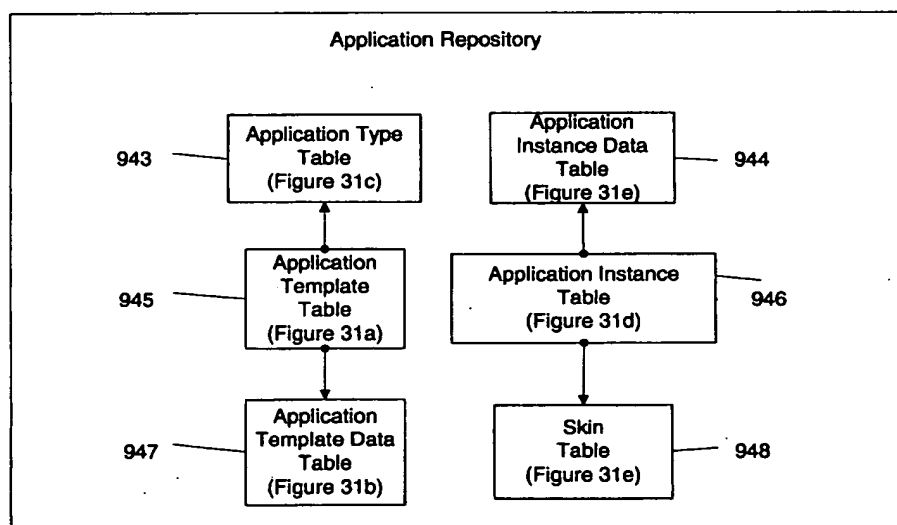 Application Repository
943
Application Type
Table
(Figure 31c)
Application
Instance Data
Table
(Figure 31e)
944
945
Application
Template
Table
(Figure 31a)
Application Instance
Table
(Figure 31d)
946
947
Application
Template Data
Table
(Figure 31b)
Skin
Table
(Figure 31e)
948